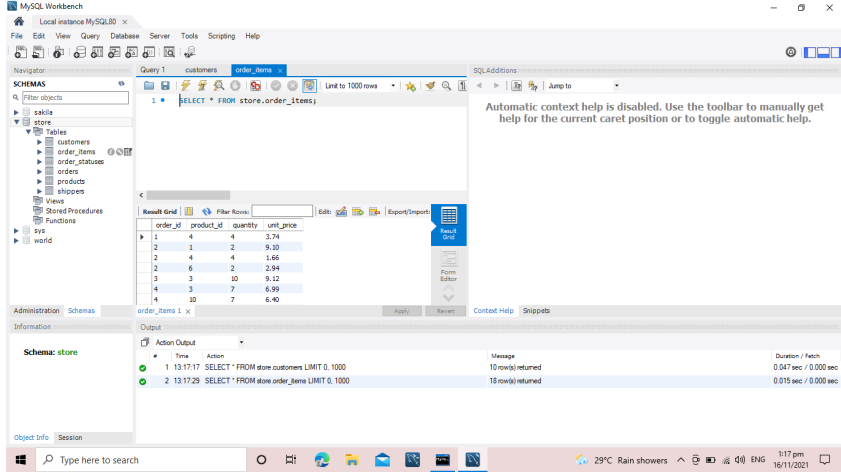 MySQL Workbench
Local instance MySQL80 ×
File Edit View Query Database Server Tools Scripting Help
Navigator
SCHEMAS
Filter objects
sakila
store
Tables
customers
order_items
order_statuses
orders
products
shippers
Views
Stored Procedures
Functions
sys
world
Administration Schemas
Information
Schema: store
Object Info Session
Query 1 customers order_items ×
Limit to 1000 rows
1 SELECT * FROM store.order_items;
Result Grid Filter Rows: Edit: Export/Import:
order_id product_id quantity unit_price
1 4 4 3.74
2 1 2 9.10
2 4 4 1.66
2 6 2 2.94
3 3 10 9.12
4 3 7 6.99
4 10 7 6.40
Result Grid
Form Editor
order_items 1 × Apply Revert
SQLAdditions
Jump to
Automatic context help is disabled. Use the toolbar to manually get
help for the current caret position or to toggle automatic help.
Context Help Snippets
Output
Action Output
# Time Action Message Duration / Fetch
1 13:17:17 SELECT * FROM store.customers LIMIT 0, 1000 10 row(s) returned 0.047 sec / 0.000 sec
2 13:17:29 SELECT * FROM store.order_items LIMIT 0, 1000 18 row(s) returned 0.015 sec / 0.000 sec
Type here to search
29°C Rain showers ENG 1:17 pm
16/11/2021